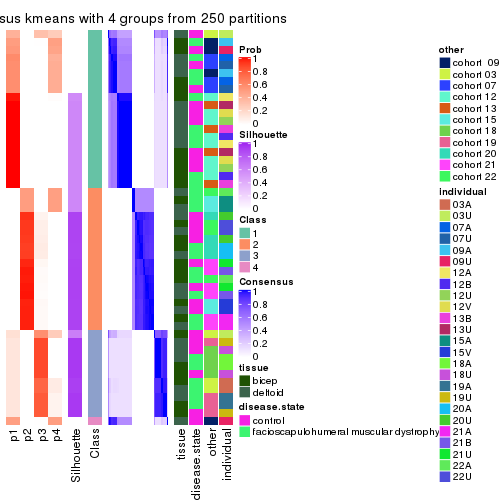 sus kmeans with 4 groups from 250 partitions
Prob
1
0.8
0.6
0.4
0.2
0
Silhouette
1
0.8
0.6
0.4
0.2
0
Class
1
2
3
4
Consensus
1
0.8
0.6
0.4
0.2
0
tissue
bicep
deltoid
disease.state
control
facioscapulohumeral muscular dystrophy
other
cohort 09
cohort 03
cohort 07
cohort 12
cohort 13
cohort 15
cohort 18
cohort 19
cohort 20
cohort 21
cohort 22
individual
03A
03U
07A
07U
09A
09U
12A
12B
12U
12V
13B
13U
15A
15V
18A
18U
19A
19U
20A
20U
21A
21B
21U
22A
22U
p1
p2
p3
p4
Silhouette
Class
tissue
disease.state
other
individual